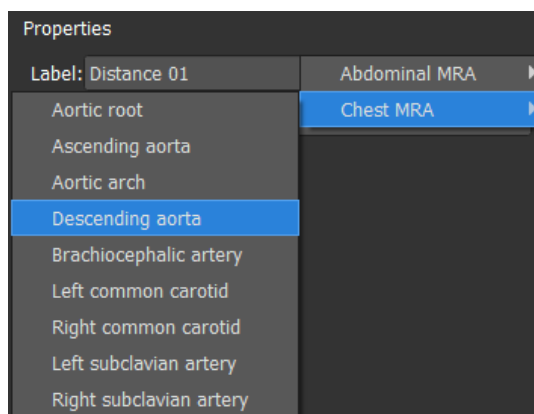 Properties
Label: Distance 01
Abdominal MRA
Chest MRA
Aortic root
Ascending aorta
Aortic arch
Descending aorta
Brachiocephalic artery
Left common carotid
Right common carotid
Left subclavian artery
Right subclavian artery